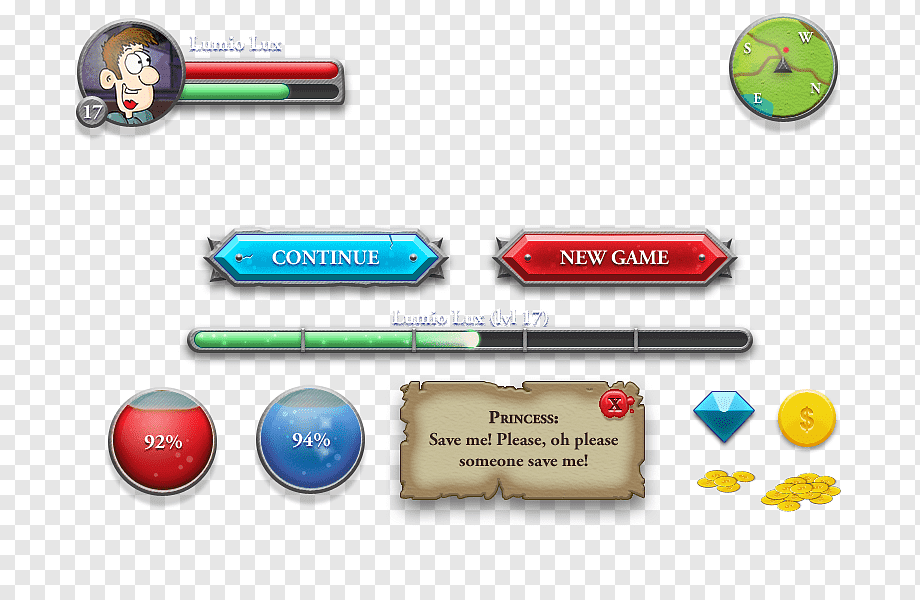 Lumio Lux
17
S
W
E
N
CONTINUE
NEW GAME
Lumio Lux (lvl 17)
92%
94%
X
Princess:
Save me! Please, oh please
someone save me!
$